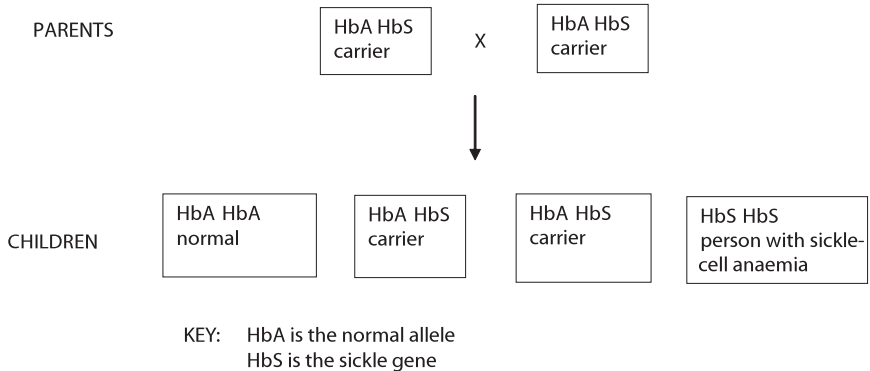 PARENTS
HbA HbS
carrier
X
HbA HbS
carrier
CHILDREN
HbA HbA
normal
HbA HbS
carrier
HbA HbS
carrier
HbS HbS
person with sickle-
cell anaemia
KEY: HbA is the normal allele
HbS is the sickle gene